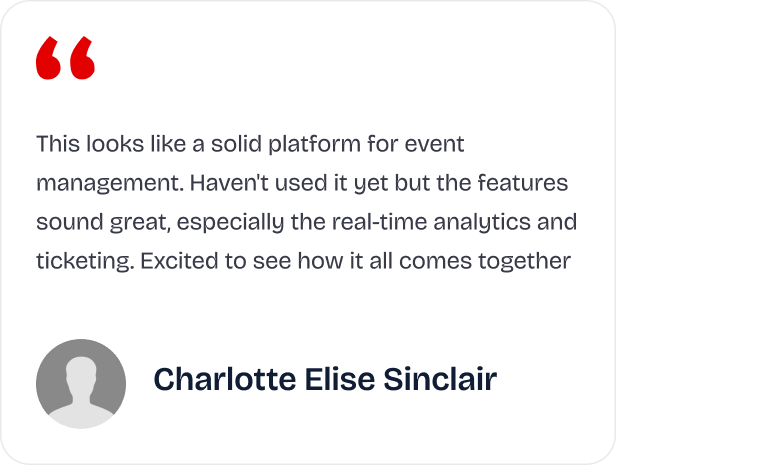 “
This looks like a solid platform for event
management. Haven't used it yet but the features
sound great, especially the real-time analytics and
ticketing. Excited to see how it all comes together
Charlotte Elise Sinclair